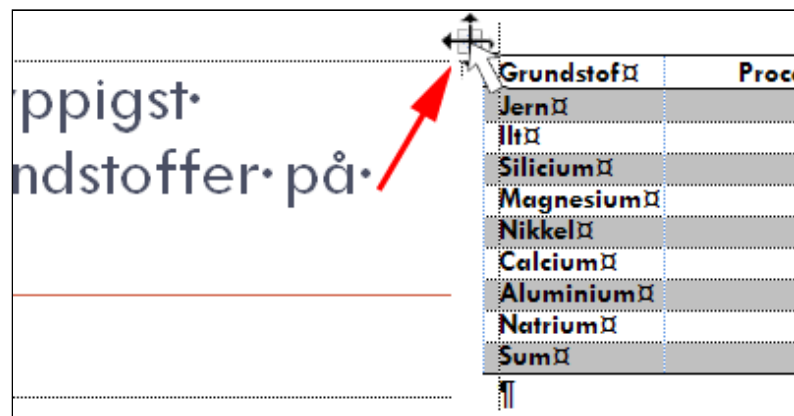 yppigst·
ndstoffer·på·
Grundstof¤ Proc
Jern¤
Ilt¤
Silicium¤
Magnesium¤
Nikkel¤
Calcium¤
Aluminium¤
Natrium¤
Sum¤
¶